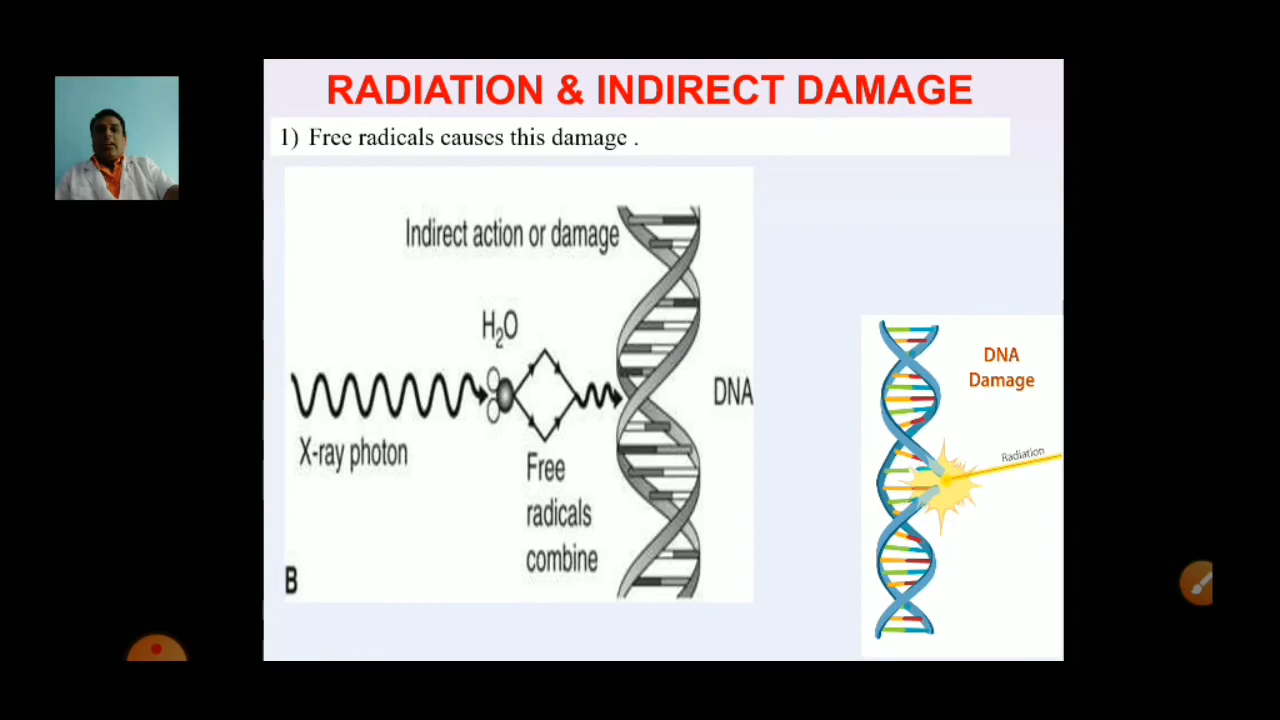 RADIATION & INDIRECT DAMAGE
1) Free radicals causes this damage .
Indirect action or damage
H₂O
X-ray photon
Free
radicals
combine
DNA
B
DNA
Damage
Radiation